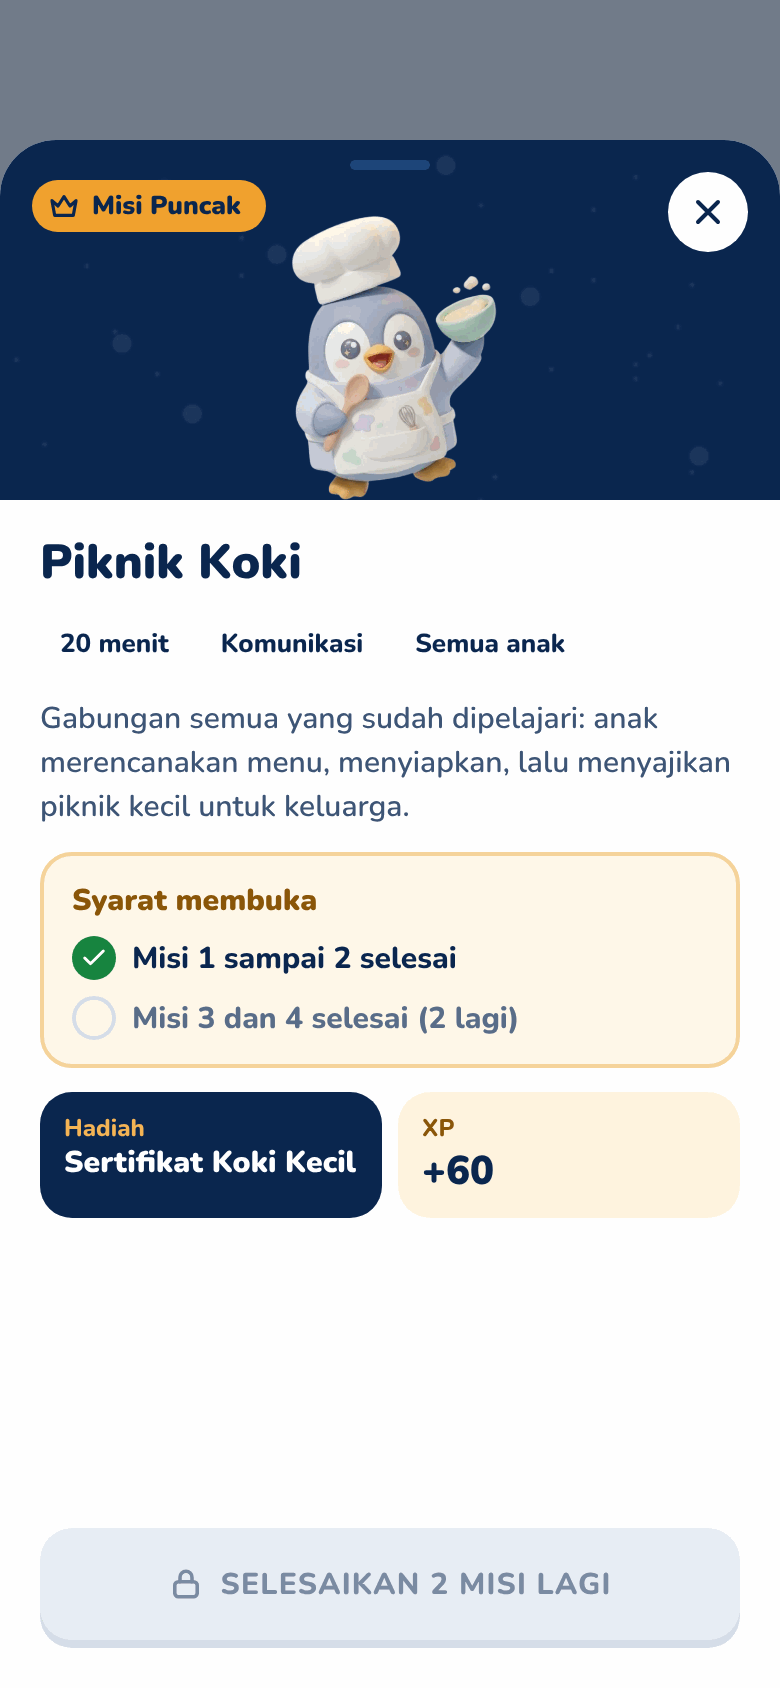 Misi Puncak
Piknik Koki
20 menit Komunikasi Semua anak
Gabungan semua yang sudah dipelajari: anak
merencanakan menu, menyiapkan, lalu menyajikan
piknik kecil untuk keluarga.
Syarat membuka
Misi 1 sampai 2 selesai
Misi 3 dan 4 selesai (2 lagi)
Hadiah
Sertifikat Koki Kecil
XP
+60
SELESAIKAN 2 MISI LAGI